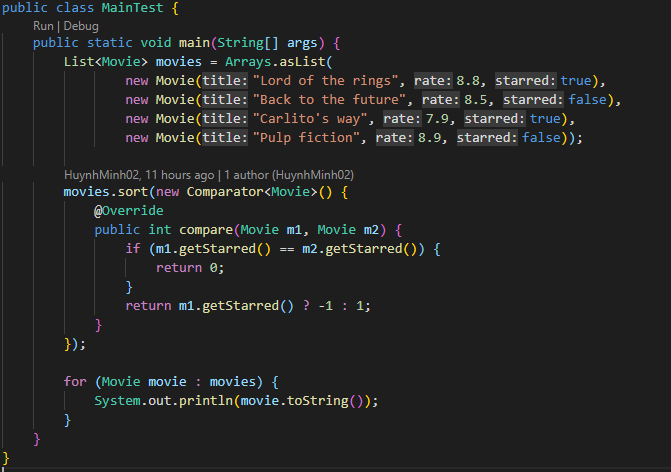 public class MainTest {
Run | Debug
public static void main(String[] args) {
List<Movie> movies = Arrays.asList(
new Movie(title:"Lord of the rings", rate:8.8, starred:true),
new Movie(title:"Back to the future", rate:8.5, starred:false),
new Movie(title:"Carlito's way", rate:7.9, starred:true),
new Movie(title:"Pulp fiction", rate:8.9, starred:false));
HuynhMinh02, 11 hours ago | 1 author (HuynhMinh02)
movies.sort(new Comparator<Movie>() {
@Override
public int compare(Movie m1, Movie m2) {
if (m1.getStarred() == m2.getStarred()) {
return 0;
}
return m1.getStarred() ? -1 : 1;
}
});
for (Movie movie : movies) {
System.out.println(movie.toString());
}
}
}